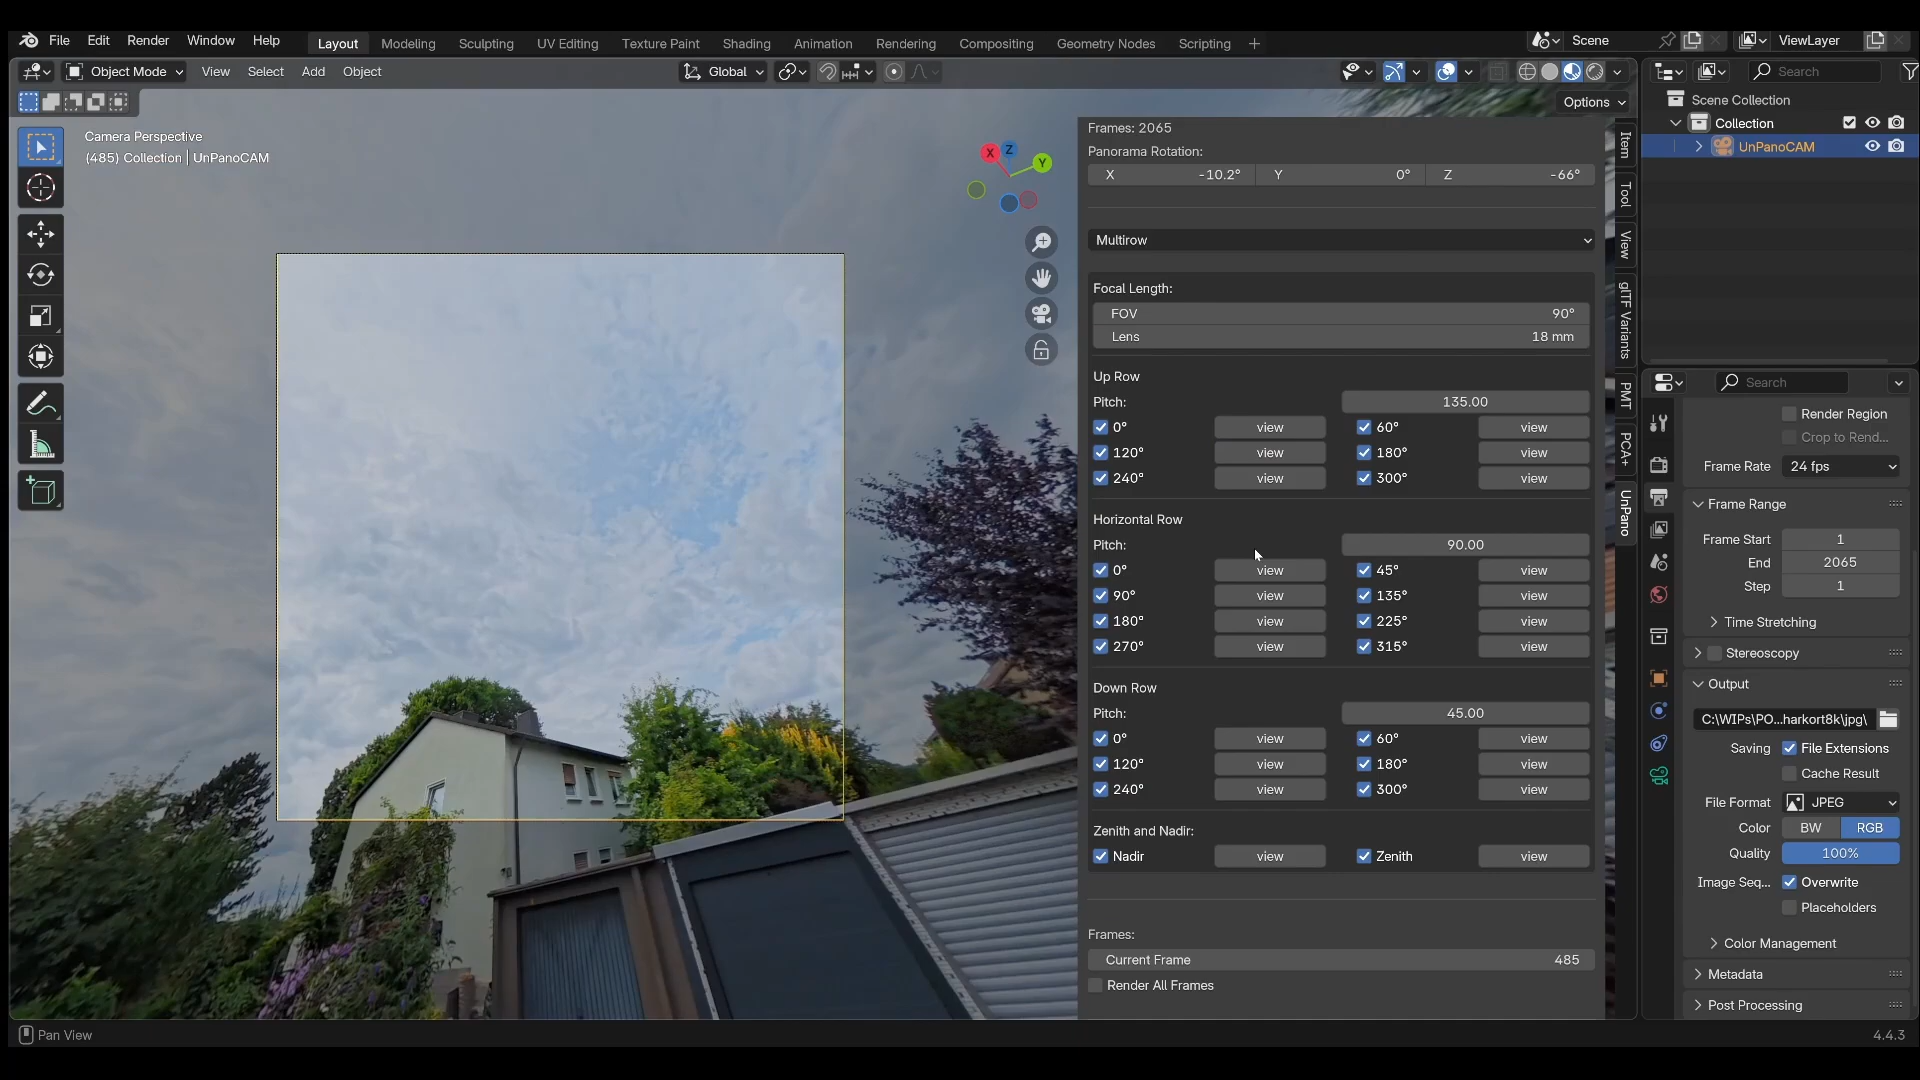 File Edit Render Window Help Layout Modeling Sculpting UV Editing Texture Paint Shading Animation Rendering Compositing Geometry Nodes Scripting + Scene ViewLayer
Object Mode View Select Add Object Global Search
Options
Camera Perspective
(485) Collection | UnPanoCAM
X Z Y
Frames: 2065
Panorama Rotation:
X -10.2° Y 0° Z -66°
Multirow
Focal Length:
FOV 90°
Lens 18 mm
Up Row
Pitch: 135.00
0° view 60° view
120° view 180° view
240° view 300° view
Horizontal Row
Pitch: 90.00
0° view 45° view
90° view 135° view
180° view 225° view
270° view 315° view
Down Row
Pitch: 45.00
0° view 60° view
120° view 180° view
240° view 300° view
Zenith and Nadir:
Nadir view Zenith view
Frames:
Current Frame 485
Render All Frames
Item
Tool
View
glTF Variants
PMT
PCA+
UnPano
Scene Collection
Collection
UnPanoCAM
Search
Render Region
Crop to Rend...
Frame Rate 24 fps
Frame Range
Frame Start 1
End 2065
Step 1
Time Stretching
Stereoscopy
Output
C:\WIPs\PO...harkort8k\jpg\
Saving File Extensions
Cache Result
File Format JPEG
Color BW RGB
Quality 100%
Image Seq... Overwrite
Placeholders
Color Management
Metadata
Post Processing
Pan View 4.4.3